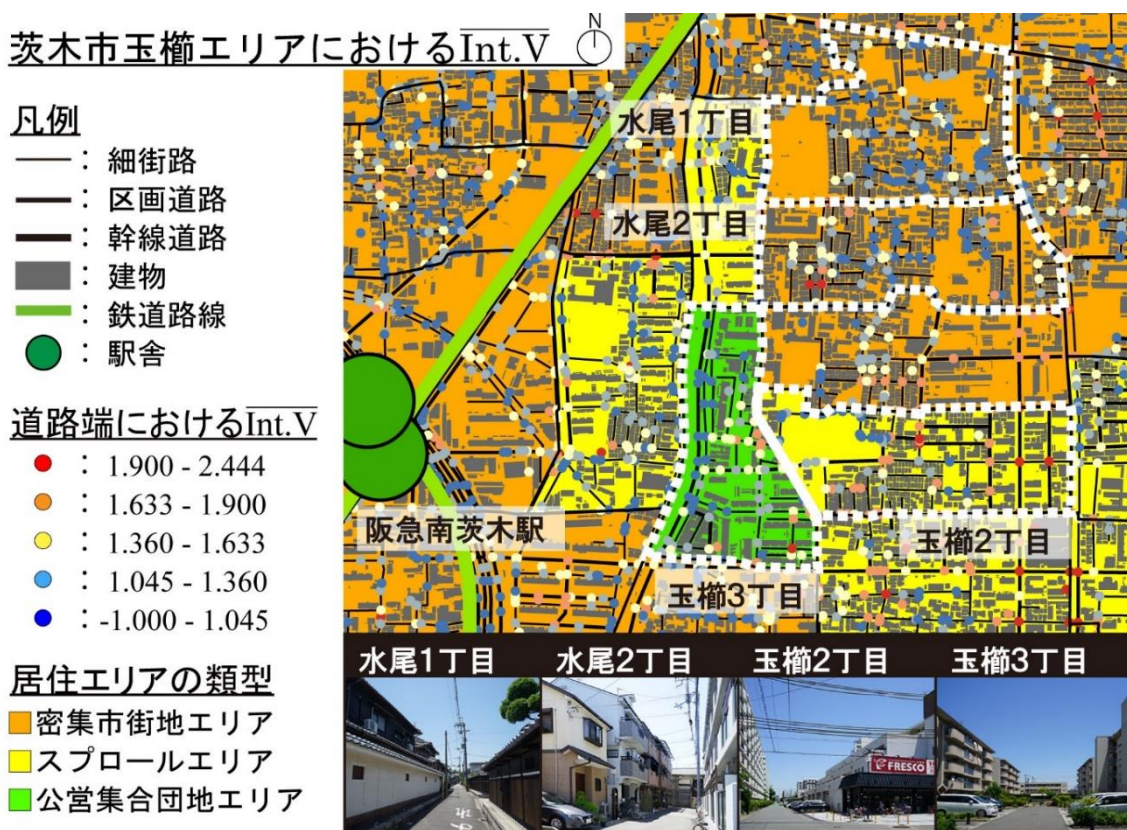 茨木市玉櫛エリアにおけるInt.V
N
凡例
: 細街路
: 区画道路
: 幹線道路
: 建物
: 鉄道路線
: 駅舎
道路端におけるInt.V
: 1.900 - 2.444
: 1.633 - 1.900
: 1.360 - 1.633
: 1.045 - 1.360
: -1.000 - 1.045
居住エリアの類型
密集市街地エリア
スプロールエリア
公営集合団地エリア
水尾1丁目
水尾2丁目
阪急南茨木駅
玉櫛2丁目
玉櫛3丁目
水尾1丁目
水尾2丁目
玉櫛2丁目
玉櫛3丁目
FRESCO